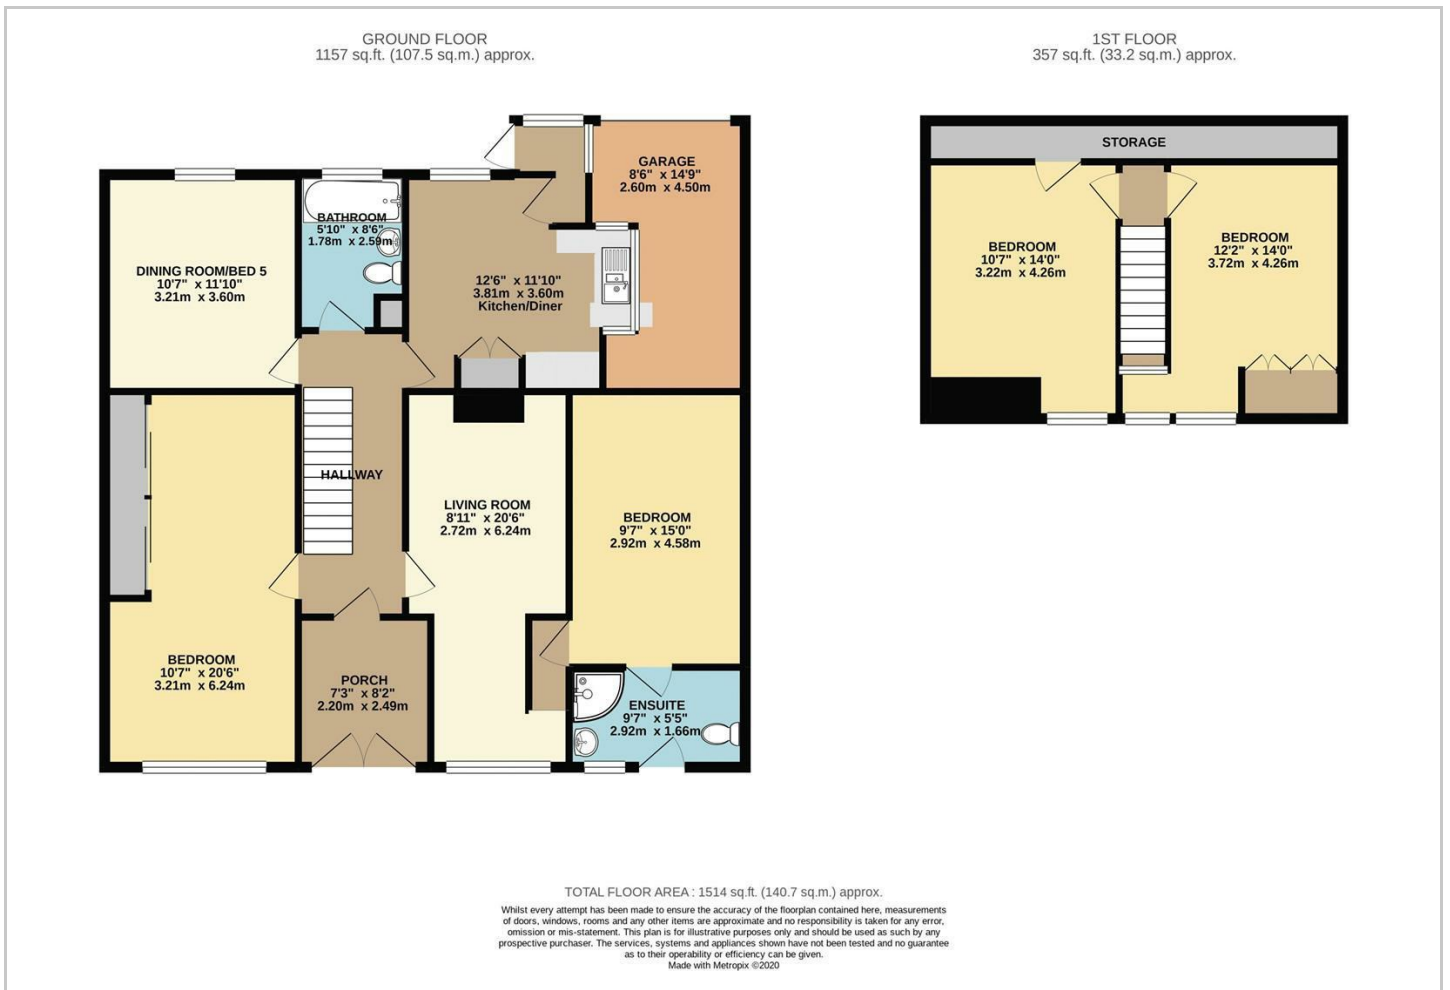 GROUND FLOOR
1157 sq.ft. (107.5 sq.m.) approx.
1ST FLOOR
357 sq.ft. (33.2 sq.m.) approx.
GARAGE
8'6" x 14'9"
2.60m x 4.50m
BATHROOM
5'10" x 8'6"
1.78m x 2.59m
DINING ROOM/BED 5
10'7" x 11'10"
3.21m x 3.60m
12'6" x 11'10"
3.81m x 3.60m
Kitchen/Diner
HALLWAY
LIVING ROOM
8'11" x 20'6"
2.72m x 6.24m
BEDROOM
9'7" x 15'0"
2.92m x 4.58m
BEDROOM
10'7" x 20'6"
3.21m x 6.24m
PORCH
7'3" x 8'2"
2.20m x 2.49m
ENSUITE
9'7" x 5'5"
2.92m x 1.66m
STORAGE
BEDROOM
10'7" x 14'0"
3.22m x 4.26m
BEDROOM
12'2" x 14'0"
3.72m x 4.26m
TOTAL FLOOR AREA : 1514 sq.ft. (140.7 sq.m.) approx.
Whilst every attempt has been made to ensure the accuracy of the floorplan contained here, measurements
of doors, windows, rooms and any other items are approximate and no responsibility is taken for any error,
omission or mis-statement. This plan is for illustrative purposes only and should be used as such by any
prospective purchaser. The services, systems and appliances shown have not been tested and no guarantee
as to their operability or efficiency can be given.
Made with Metropix ©2020